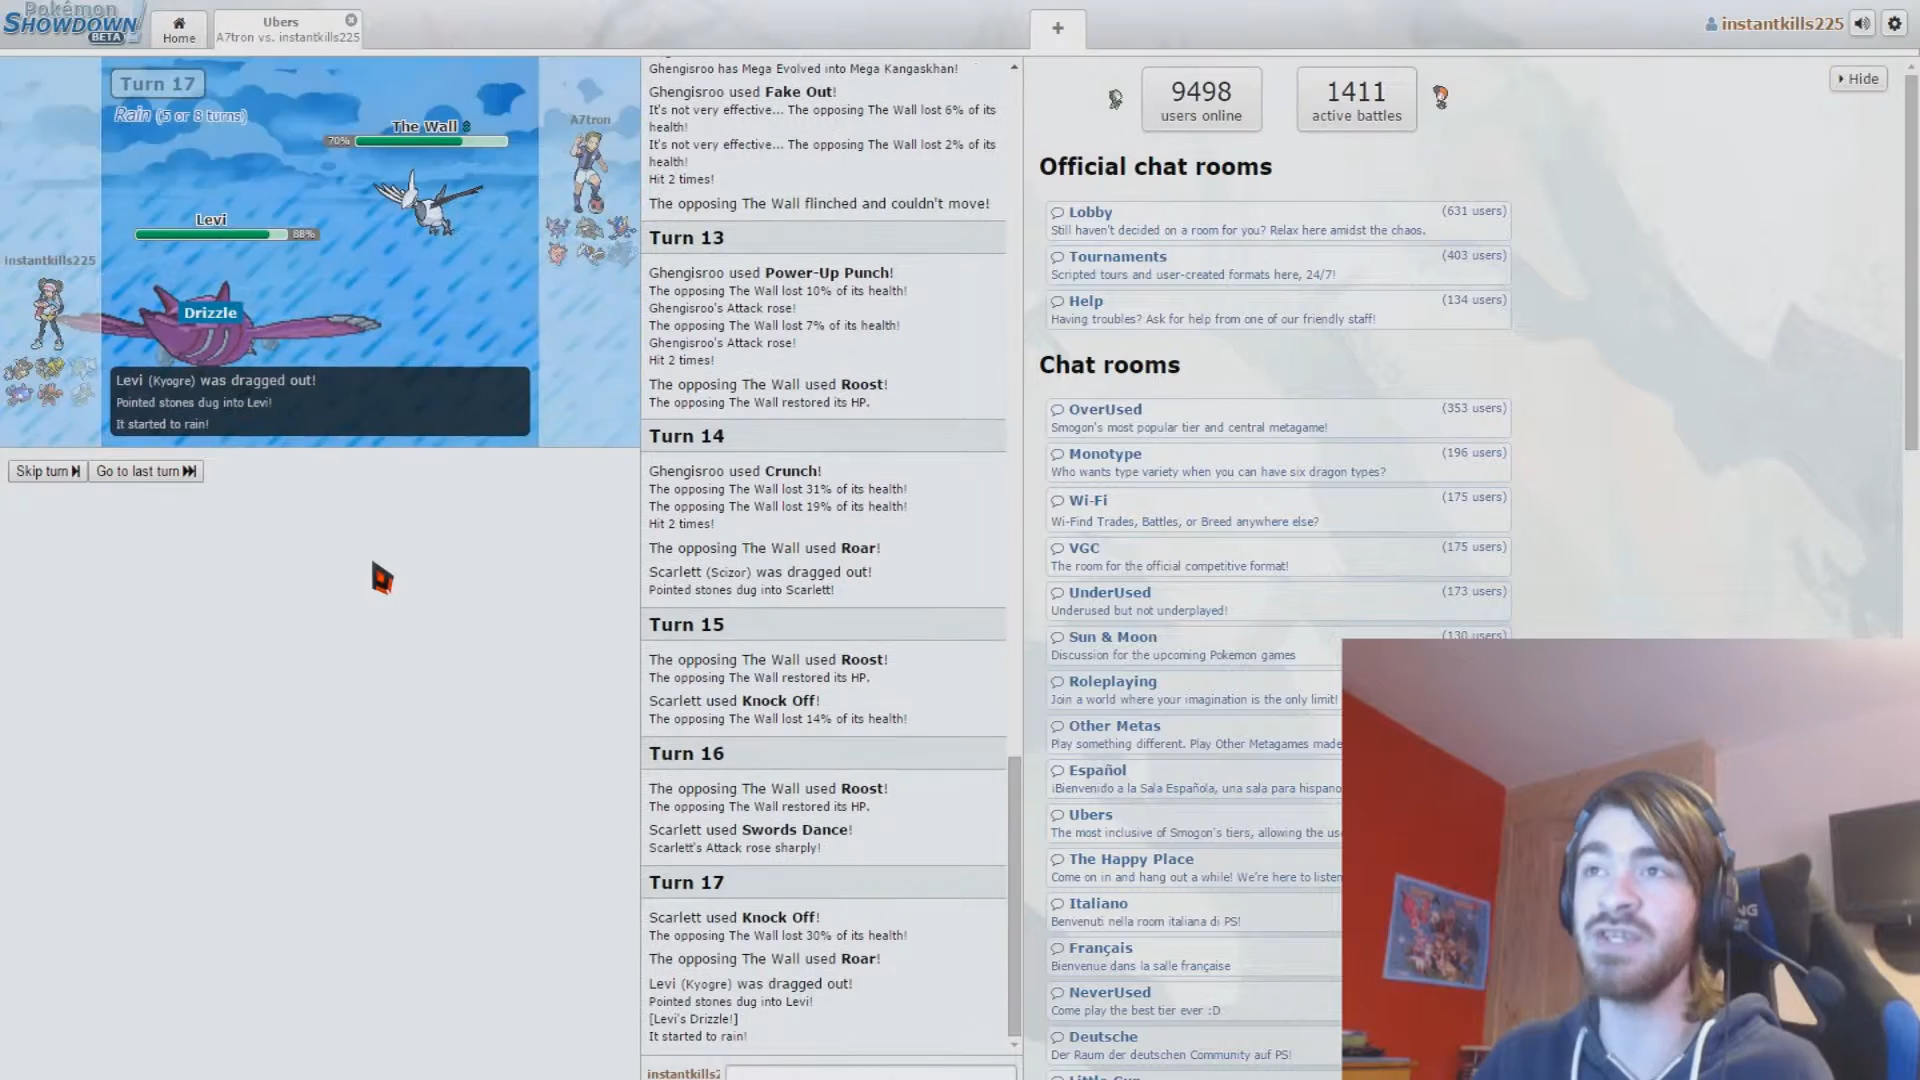 Pokémon
SHOWDOWN
BETA
Home
Ubers
A7tron vs. instantkills225
+
instantkills225
Turn 17
Rain (5 or 8 turns)
The Wall
70%
Levi
88%
A7tron
instantkills225
Drizzle
Levi (Kyogre) was dragged out!
Pointed stones dug into Levi!
It started to rain!
Skip turn
Go to last turn
Ghengisroo has Mega Evolved into Mega Kangaskhan!
Ghengisroo used Fake Out!
It's not very effective... The opposing The Wall lost 6% of its
health!
It's not very effective... The opposing The Wall lost 2% of its
health!
Hit 2 times!
The opposing The Wall flinched and couldn't move!
Turn 13
Ghengisroo used Power-Up Punch!
The opposing The Wall lost 10% of its health!
Ghengisroo's Attack rose!
The opposing The Wall lost 7% of its health!
Ghengisroo's Attack rose!
Hit 2 times!
The opposing The Wall used Roost!
The opposing The Wall restored its HP.
Turn 14
Ghengisroo used Crunch!
The opposing The Wall lost 31% of its health!
The opposing The Wall lost 19% of its health!
Hit 2 times!
The opposing The Wall used Roar!
Scarlett (Scizor) was dragged out!
Pointed stones dug into Scarlett!
Turn 15
The opposing The Wall used Roost!
The opposing The Wall restored its HP.
Scarlett used Knock Off!
The opposing The Wall lost 14% of its health!
Turn 16
The opposing The Wall used Roost!
The opposing The Wall restored its HP.
Scarlett used Swords Dance!
Scarlett's Attack rose sharply!
Turn 17
Scarlett used Knock Off!
The opposing The Wall lost 30% of its health!
The opposing The Wall used Roar!
Levi (Kyogre) was dragged out!
Pointed stones dug into Levi!
[Levi's Drizzle!]
It started to rain!
instantkills2
9498
users online
1411
active battles
Hide
Official chat rooms
Lobby (631 users)
Still haven't decided on a room for you? Relax here amidst the chaos.
Tournaments (403 users)
Scripted tours and user-created formats here, 24/7!
Help (134 users)
Having troubles? Ask for help from one of our friendly staff!
Chat rooms
OverUsed (353 users)
Smogon's most popular tier and central metagame!
Monotype (196 users)
Who wants type variety when you can have six dragon types?
Wi-Fi (175 users)
Wi-Find Trades, Battles, or Breed anywhere else?
VGC (175 users)
The room for the official competitive format!
UnderUsed (173 users)
Underused but not underplayed!
Sun & Moon (130 users)
Discussion for the upcoming Pokemon games
Roleplaying
Join a world where your imagination is the only limit!
Other Metas
Play something different. Play Other Metagames made
Español
¡Bienvenido a la Sala Española, una sala para hispano
Ubers
The most inclusive of Smogon's tiers, allowing the us
The Happy Place
Come on in and hang out a while! We're here to listen
Italiano
Benvenuti nella room italiana di PS!
Français
Bienvenue dans la salle française
NeverUsed
Come play the best tier ever :D
Deutsche
Der Raum der deutschen Community auf PS!